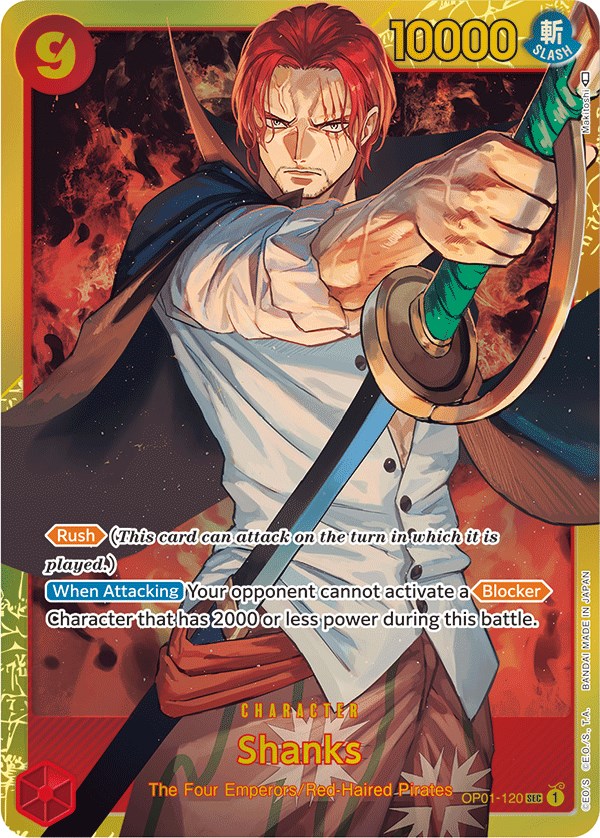 9
10000
斬
SLASH
Makitoshi
Rush (This card can attack on the turn in which it is
played.)
When Attacking Your opponent cannot activate a Blocker
Character that has 2000 or less power during this battle.
CHARACTER
Shanks
The Four Emperors/Red-Haired Pirates
OP01-120 SEC 1
©E.O/S ©E.O./S.,T.A. BANDAI MADE IN JAPAN